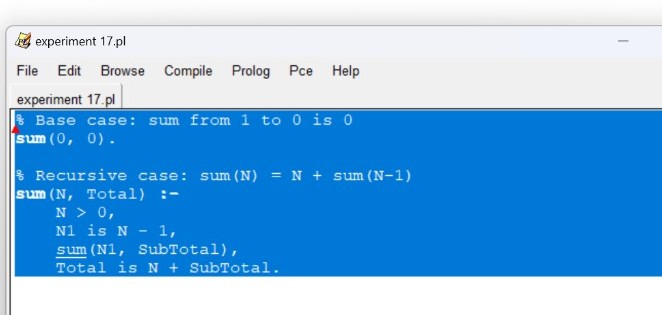 experiment 17.pl
File Edit Browse Compile Prolog Pce Help
experiment 17.pl
% Base case: sum from 1 to 0 is 0
sum(0, 0).
% Recursive case: sum(N) = N + sum(N-1)
sum(N, Total) :-
    N > 0,
    N1 is N - 1,
    sum(N1, SubTotal),
    Total is N + SubTotal.